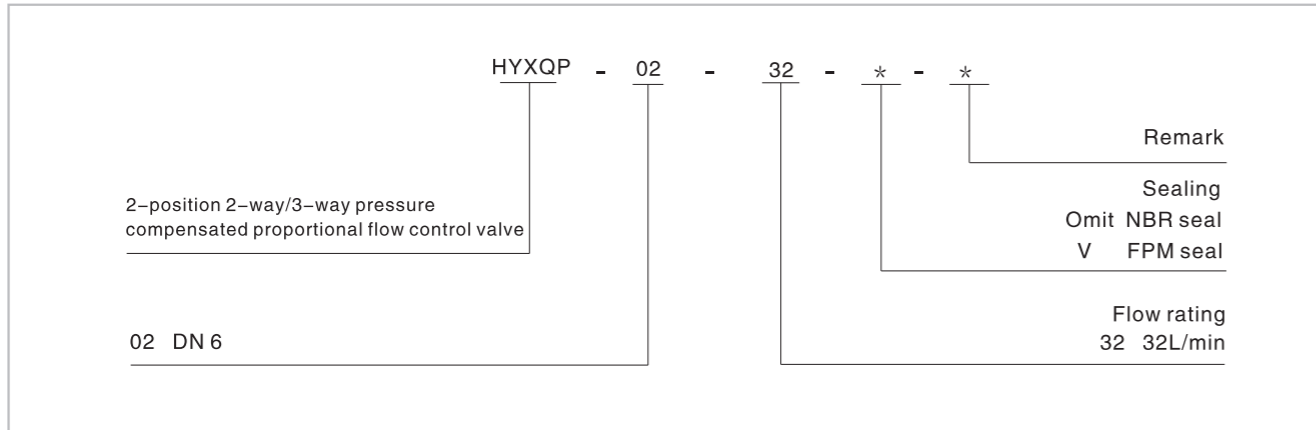 HYXQP - 02 - 32 - * - *
Remark
2-position 2-way/3-way pressure
compensated proportional flow control valve
Sealing
Omit NBR seal
V FPM seal
02 DN 6
Flow rating
32 32L/min